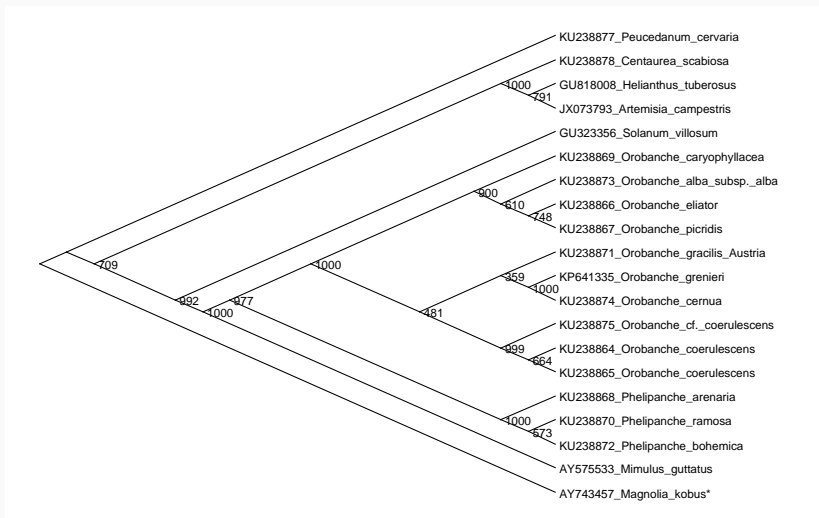 KU238877_Peucedanum_cervaria
KU238878_Centaurea_scabiosa
1000
GU818008_Helianthus_tuberosus
791
JX073793_Artemisia_campestris
GU323356_Solanum_villosum
KU238869_Orobanche_caryophyllacea
KU238873_Orobanche_alba_subsp._alba
900
610
KU238866_Orobanche_eliator
748
KU238867_Orobanche_picridis
KU238871_Orobanche_gracilis_Austria
709
1000
359
KP641335_Orobanche_grenieri
1000
KU238874_Orobanche_cernua
992
977
1000
481
KU238875_Orobanche_cf._coerulescens
999
KU238864_Orobanche_coerulescens
664
KU238865_Orobanche_coerulescens
KU238868_Phelipanche_arenaria
1000
KU238870_Phelipanche_ramosa
573
KU238872_Phelipanche_bohemica
AY575533_Mimulus_guttatus
AY743457_Magnolia_kobus*